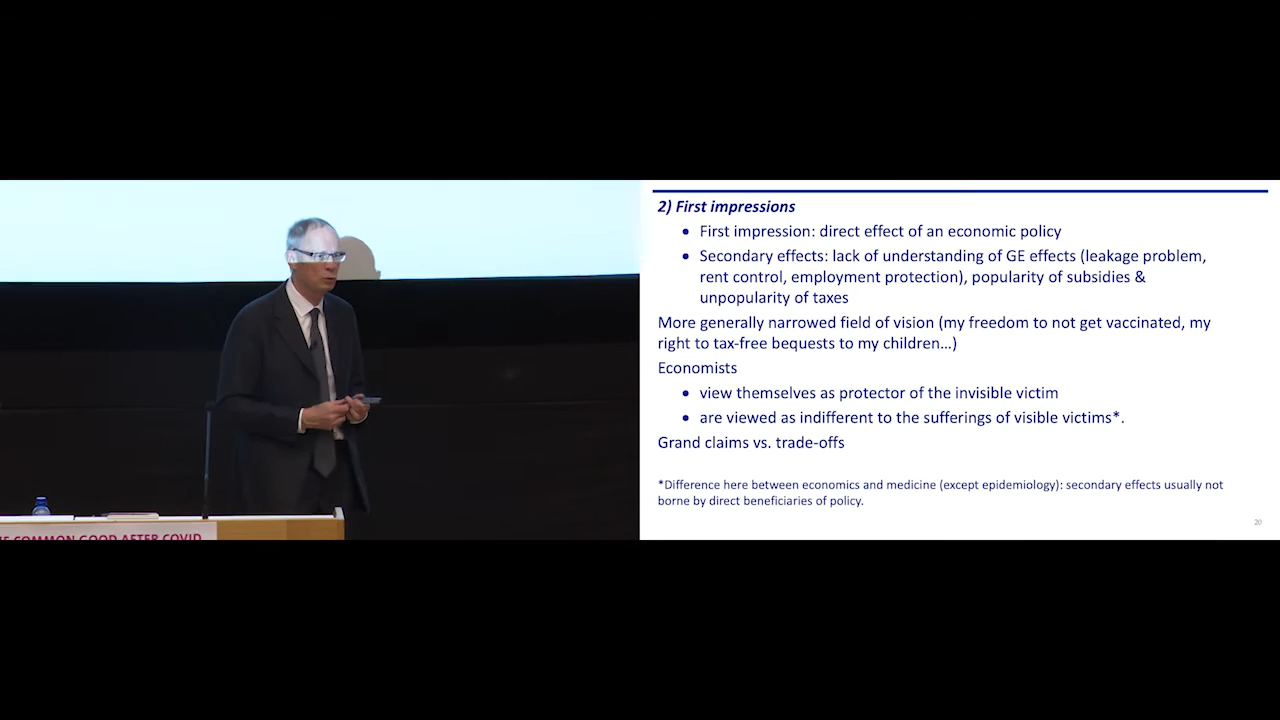 2) First impressions
• First impression: direct effect of an economic policy
• Secondary effects: lack of understanding of GE effects (leakage problem,
rent control, employment protection), popularity of subsidies &
unpopularity of taxes
More generally narrowed field of vision (my freedom to not get vaccinated, my
right to tax-free bequests to my children…)
Economists
• view themselves as protector of the invisible victim
• are viewed as indifferent to the sufferings of visible victims*.
Grand claims vs. trade-offs
*Difference here between economics and medicine (except epidemiology): secondary effects usually not
borne by direct beneficiaries of policy.
20
COMMON GOOD AFTER COVID